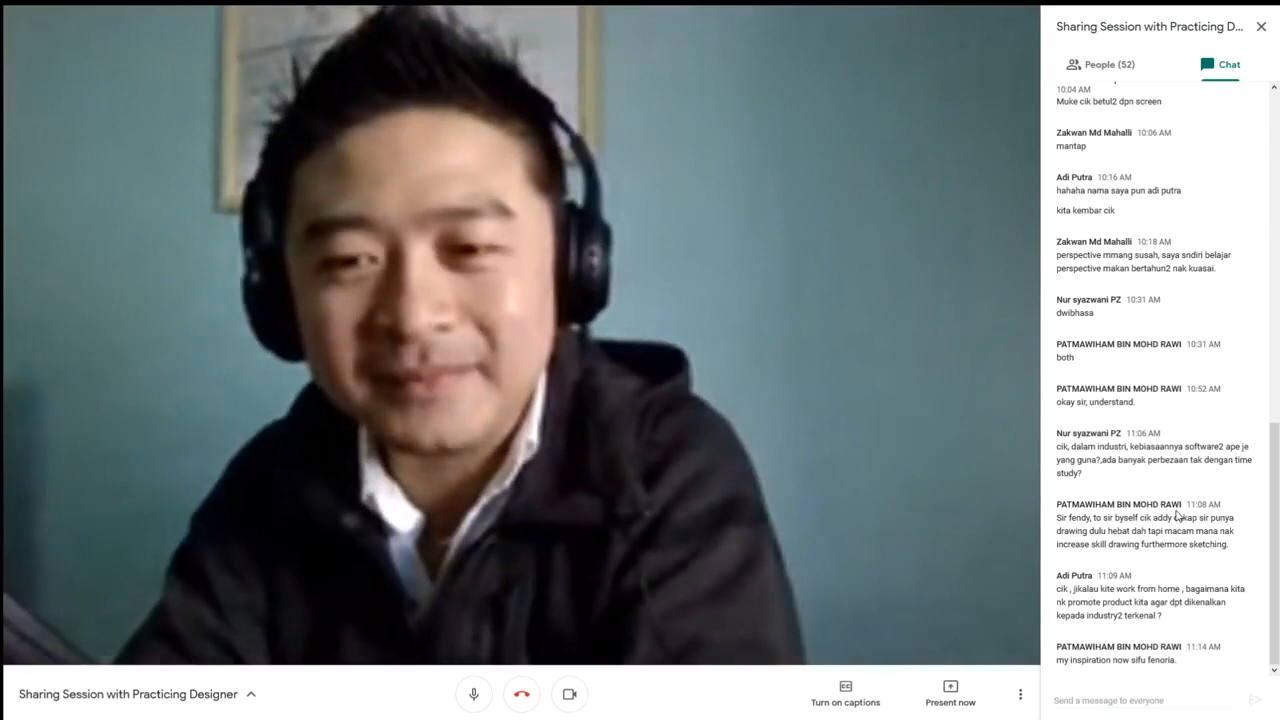 Sharing Session with Practicing D...
People (52)
Chat
10:04 AM
Muke cik betul2 dpn screen
Zakwan Md Mahalli 10:06 AM
mantap
Adi Putra 10:16 AM
hahaha nama saya pun adi putra
kita kembar cik
Zakwan Md Mahalli 10:18 AM
perspective mmang susah, saya sndiri belajar
perspective makan bertahun2 nak kuasai.
Nur syazwani PZ 10:31 AM
dwibhasa
PATMAWIHAM BIN MOHD RAWI 10:31 AM
both
PATMAWIHAM BIN MOHD RAWI 10:52 AM
okay sir, understand.
Nur syazwani PZ 11:06 AM
cik, dalam industri, kebiasaannya software2 ape je
yang guna?,ada banyak perbezaan tak dengan time
study?
PATMAWIHAM BIN MOHD RAWI 11:08 AM
Sir fendy, to sir byself cik addy cakap sir punya
drawing dulu hebat dah tapi macam mana nak
increase skill drawing furthermore sketching.
Adi Putra 11:09 AM
cik , jikalau kite work from home , bagaimana kita
nk promote product kita agar dpt dikenalkan
kepada industry2 terkenal ?
PATMAWIHAM BIN MOHD RAWI 11:14 AM
my inspiration now sifu fenoria.
Send a message to everyone
Sharing Session with Practicing Designer
Turn on captions
Present now